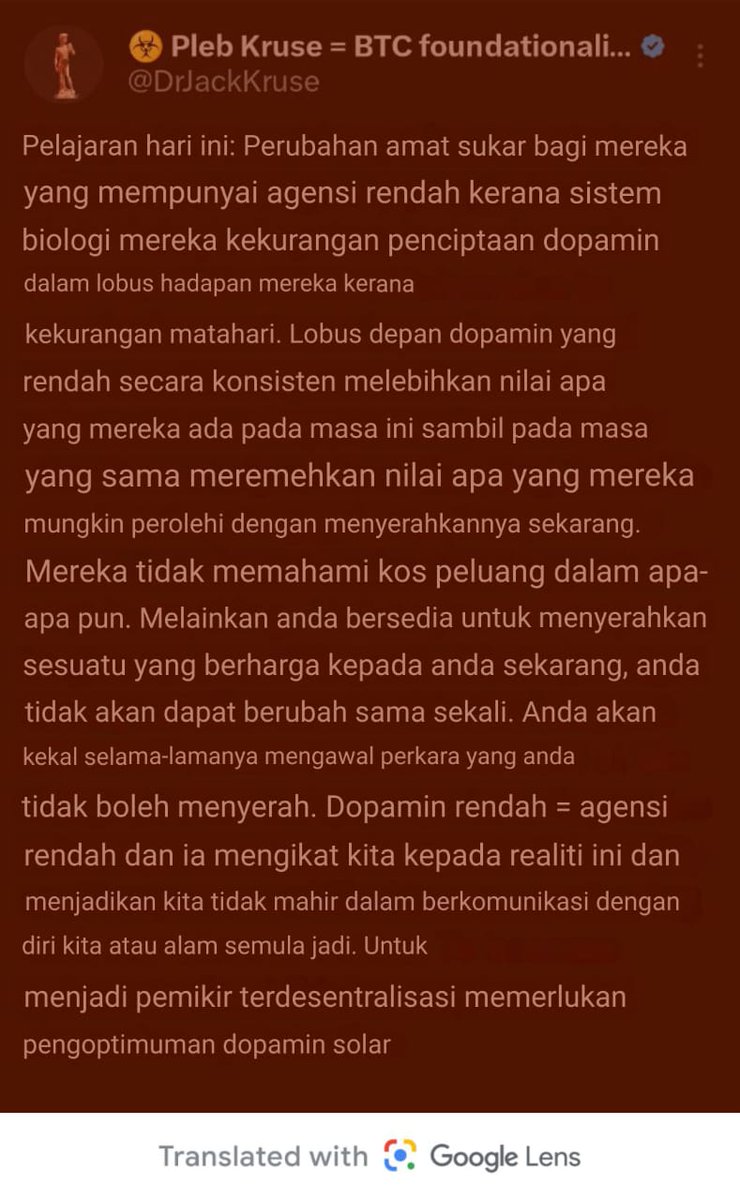 ☣ Pleb Kruse = BTC foundationali...
@DrJackKruse
Pelajaran hari ini: Perubahan amat sukar bagi mereka
yang mempunyai agensi rendah kerana sistem
biologi mereka kekurangan penciptaan dopamin
dalam lobus hadapan mereka kerana
kekurangan matahari. Lobus depan dopamin yang
rendah secara konsisten melebihkan nilai apa
yang mereka ada pada masa ini sambil pada masa
yang sama meremehkan nilai apa yang mereka
mungkin perolehi dengan menyerahkannya sekarang.
Mereka tidak memahami kos peluang dalam apa-
apa pun. Melainkan anda bersedia untuk menyerahkan
sesuatu yang berharga kepada anda sekarang, anda
tidak akan dapat berubah sama sekali. Anda akan
kekal selama-lamanya mengawal perkara yang anda
tidak boleh menyerah. Dopamin rendah = agensi
rendah dan ia mengikat kita kepada realiti ini dan
menjadikan kita tidak mahir dalam berkomunikasi dengan
diri kita atau alam semula jadi. Untuk
menjadi pemikir terdesentralisasi memerlukan
pengoptimuman dopamin solar
Translated with Google Lens